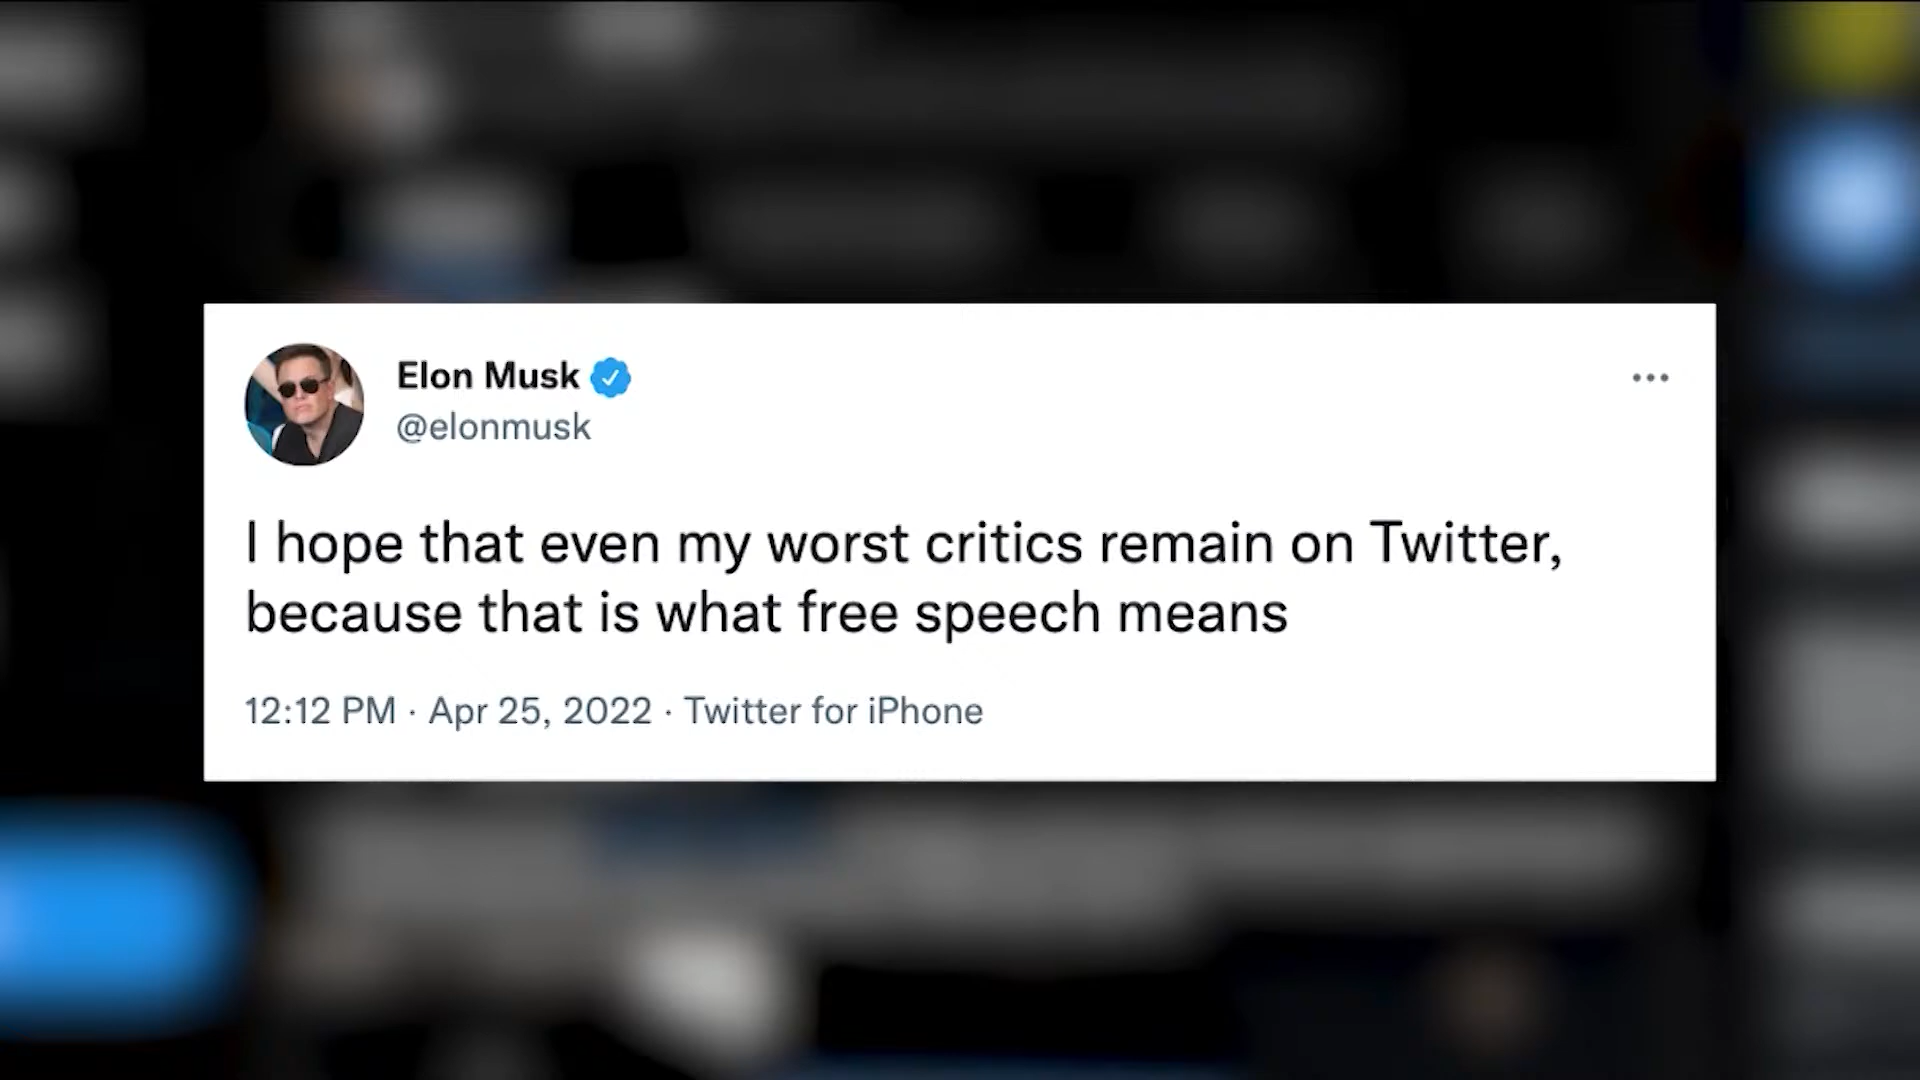 Elon Musk
@elonmusk
I hope that even my worst critics remain on Twitter,
because that is what free speech means
12:12 PM · Apr 25, 2022 · Twitter for iPhone